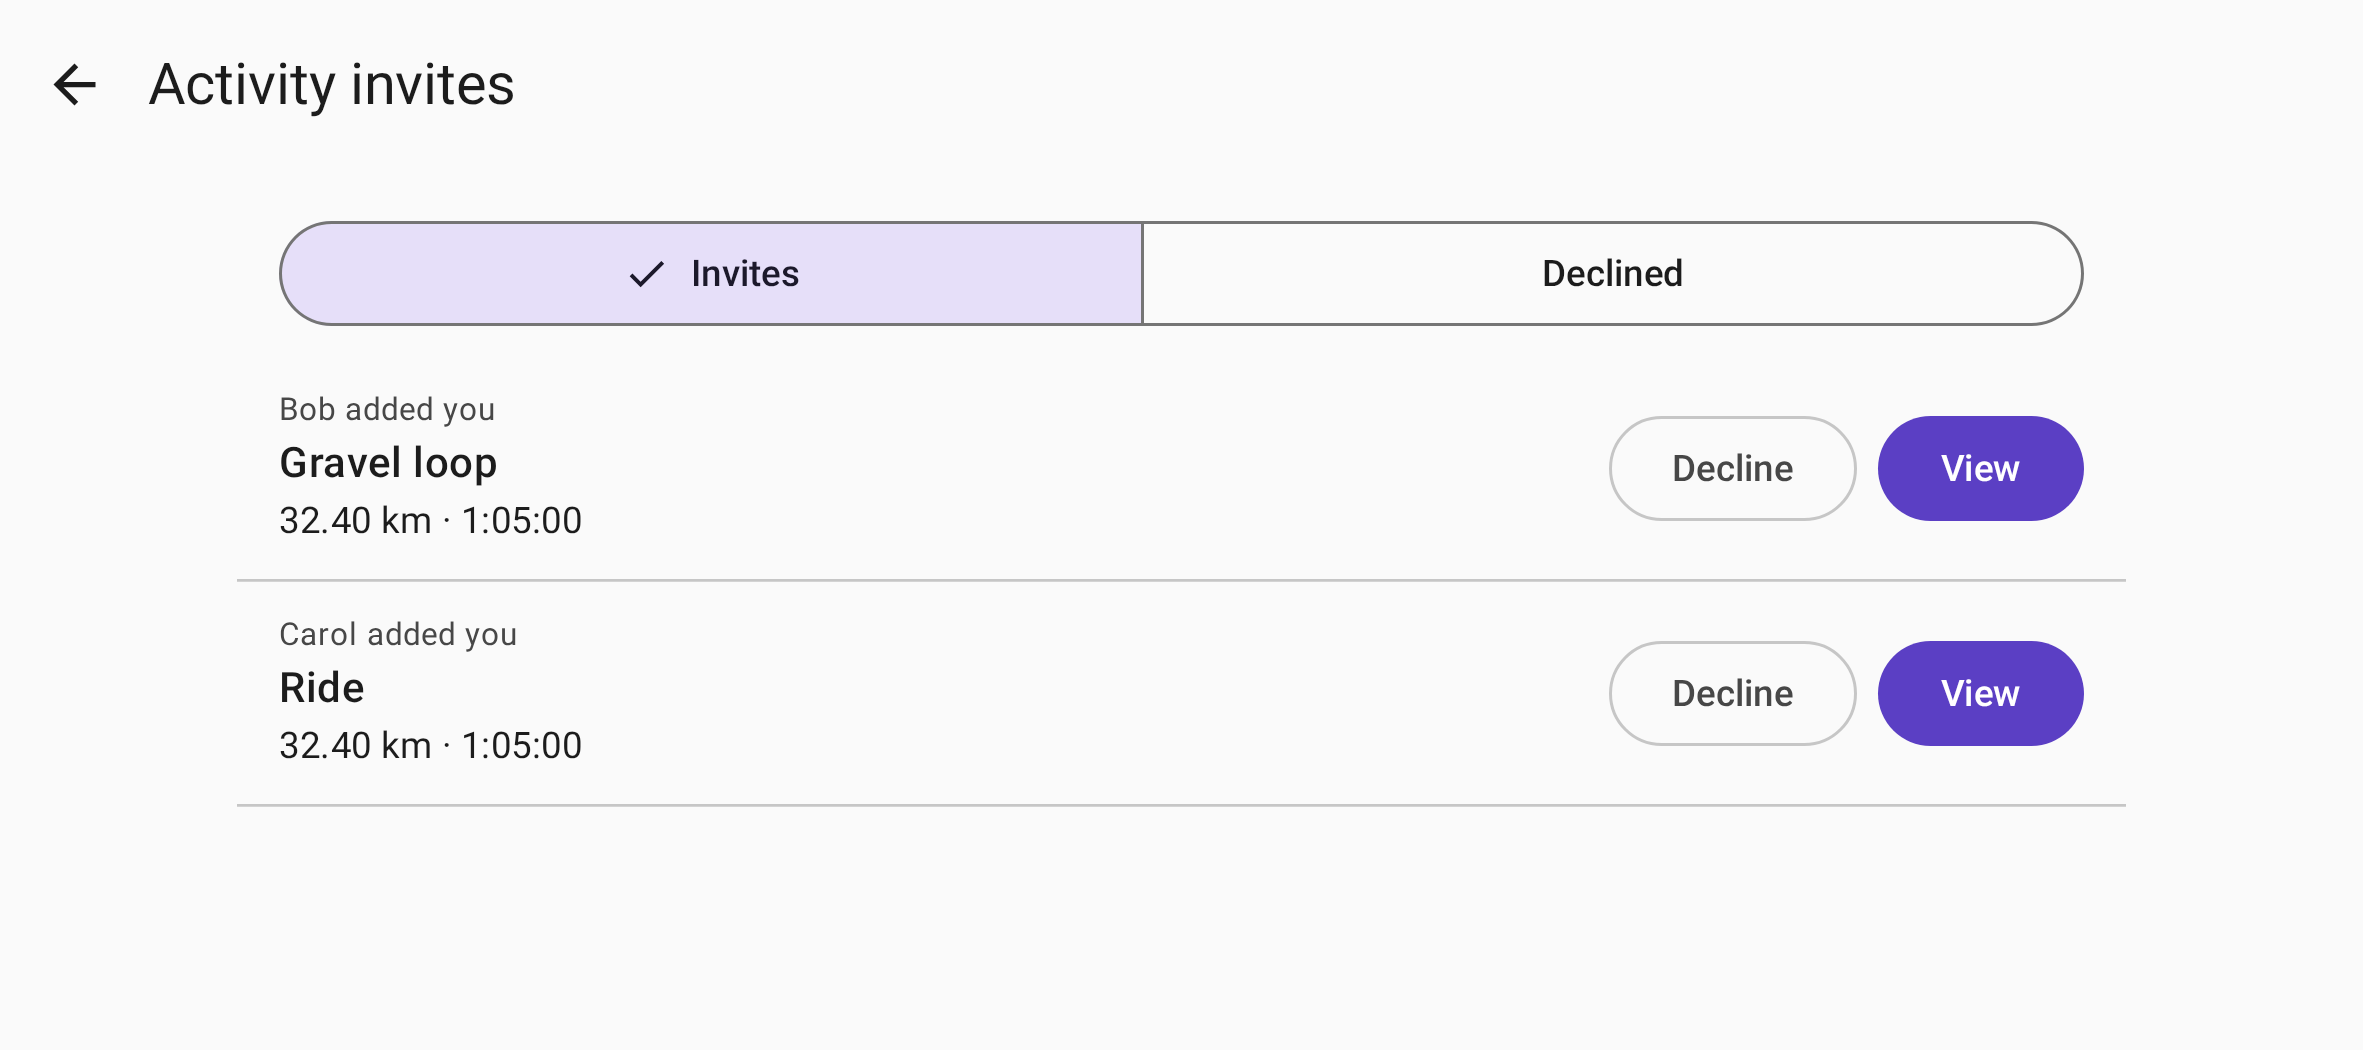 Activity invites
Invites
Declined
Bob added you
Gravel loop
32.40 km · 1:05:00
Decline
View
Carol added you
Ride
32.40 km · 1:05:00
Decline
View